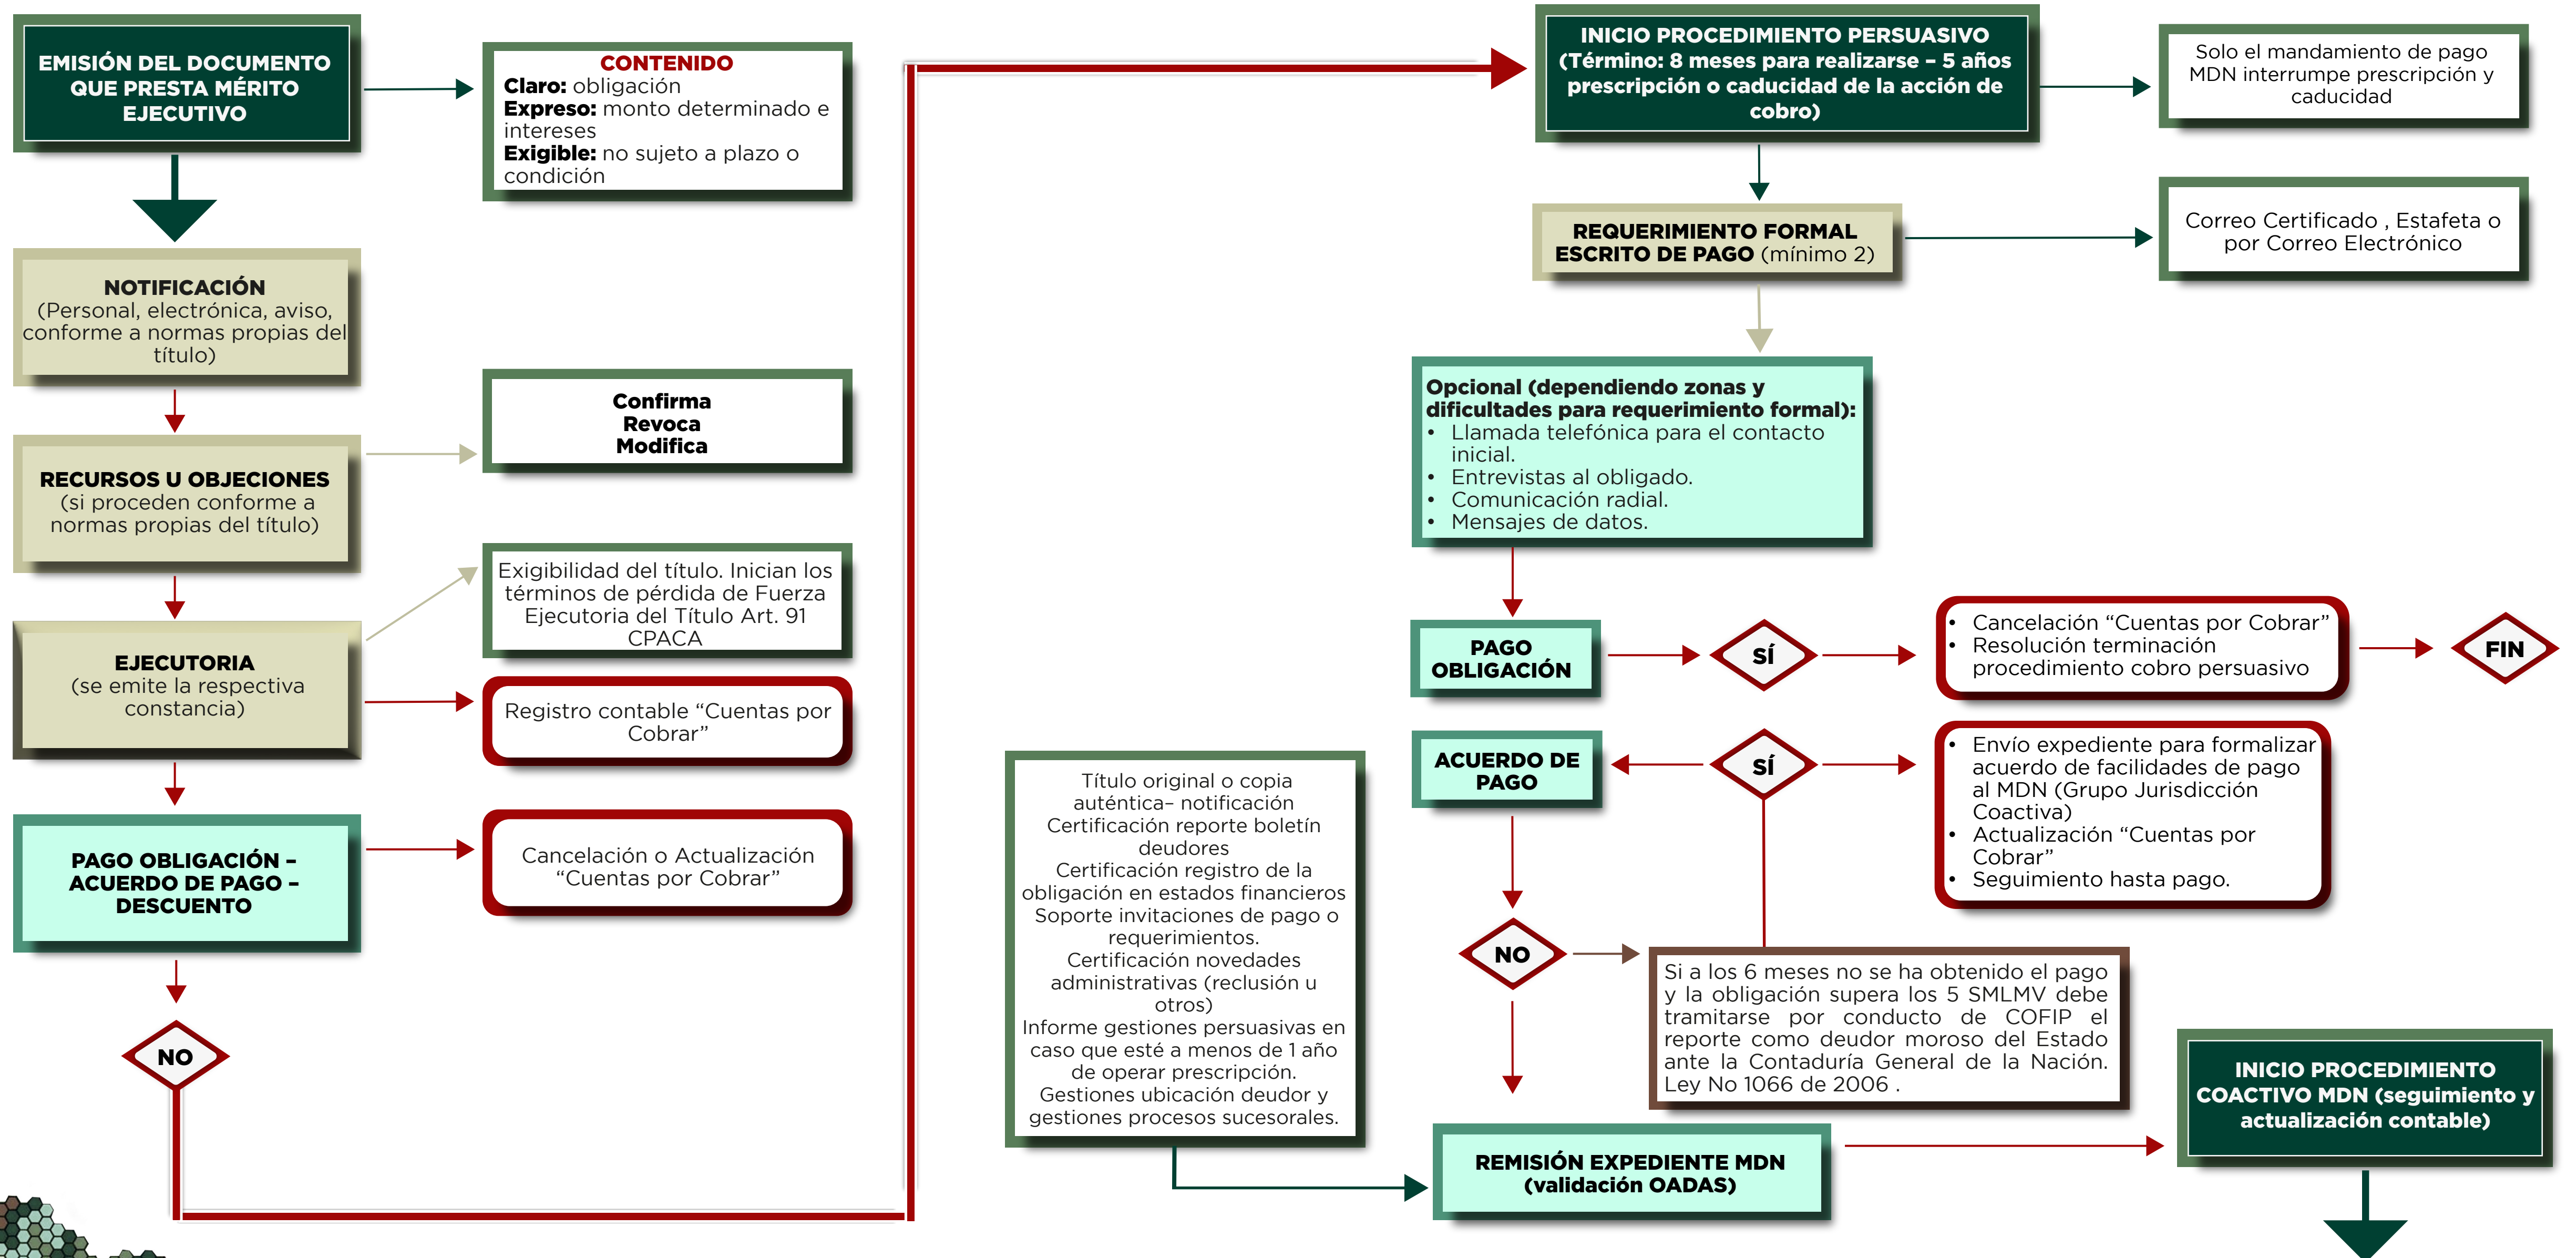 EMISIÓN DEL DOCUMENTO
QUE PRESTA MÉRITO
EJECUTIVO
CONTENIDO
Claro: obligación
Expreso: monto determinado e
intereses
Exigible: no sujeto a plazo o
condición
NOTIFICACIÓN
(Personal, electrónica, aviso,
conforme a normas propias del
título)
RECURSOS U OBJECIONES
(si proceden conforme a
normas propias del título)
Confirma
Revoca
Modifica
EJECUTORIA
(se emite la respectiva
constancia)
Exigibilidad del título. Inician los
términos de pérdida de Fuerza
Ejecutoria del Título Art. 91
CPACA
Registro contable “Cuentas por
Cobrar”
PAGO OBLIGACIÓN –
ACUERDO DE PAGO –
DESCUENTO
Cancelación o Actualización
“Cuentas por Cobrar”
NO
INICIO PROCEDIMIENTO PERSUASIVO
(Término: 8 meses para realizarse – 5 años
prescripción o caducidad de la acción de
cobro)
Solo el mandamiento de pago
MDN interrumpe prescripción y
caducidad
REQUERIMIENTO FORMAL
ESCRITO DE PAGO (mínimo 2)
Correo Certificado , Estafeta o
por Correo Electrónico
Opcional (dependiendo zonas y
dificultades para requerimiento formal):
• Llamada telefónica para el contacto
inicial.
• Entrevistas al obligado.
• Comunicación radial.
• Mensajes de datos.
PAGO
OBLIGACIÓN
SÍ
• Cancelación “Cuentas por Cobrar”
• Resolución terminación
procedimiento cobro persuasivo
FIN
ACUERDO DE
PAGO
SÍ
• Envío expediente para formalizar
acuerdo de facilidades de pago
al MDN (Grupo Jurisdicción
Coactiva)
• Actualización “Cuentas por
Cobrar”
• Seguimiento hasta pago.
NO
Si a los 6 meses no se ha obtenido el pago
y la obligación supera los 5 SMLMV debe
tramitarse por conducto de COFIP el
reporte como deudor moroso del Estado
ante la Contaduría General de la Nación.
Ley No 1066 de 2006 .
Título original o copia
auténtica– notificación
Certificación reporte boletín
deudores
Certificación registro de la
obligación en estados financieros
Soporte invitaciones de pago o
requerimientos.
Certificación novedades
administrativas (reclusión u
otros)
Informe gestiones persuasivas en
caso que esté a menos de 1 año
de operar prescripción.
Gestiones ubicación deudor y
gestiones procesos sucesorales.
REMISIÓN EXPEDIENTE MDN
(validación OADAS)
INICIO PROCEDIMIENTO
COACTIVO MDN (seguimiento y
actualización contable)